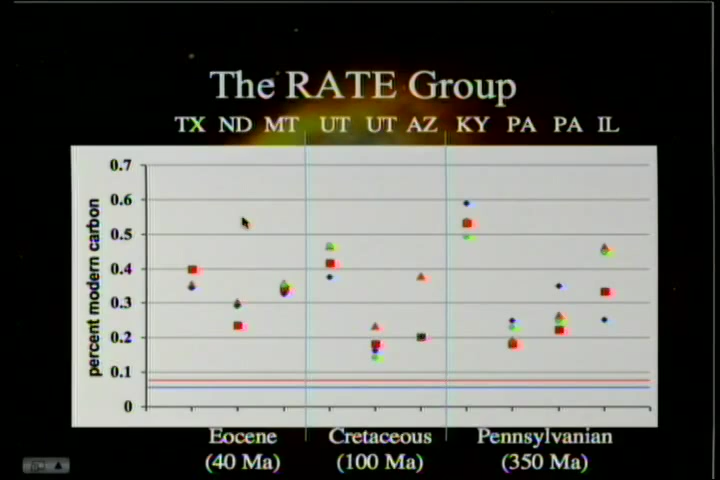 The RATE Group
TX ND MT UT UT AZ KY PA PA IL
percent modern carbon
0.7
0.6
0.5
0.4
0.3
0.2
0.1
0
Eocene Cretaceous Pennsylvanian
(40 Ma) (100 Ma) (350 Ma)